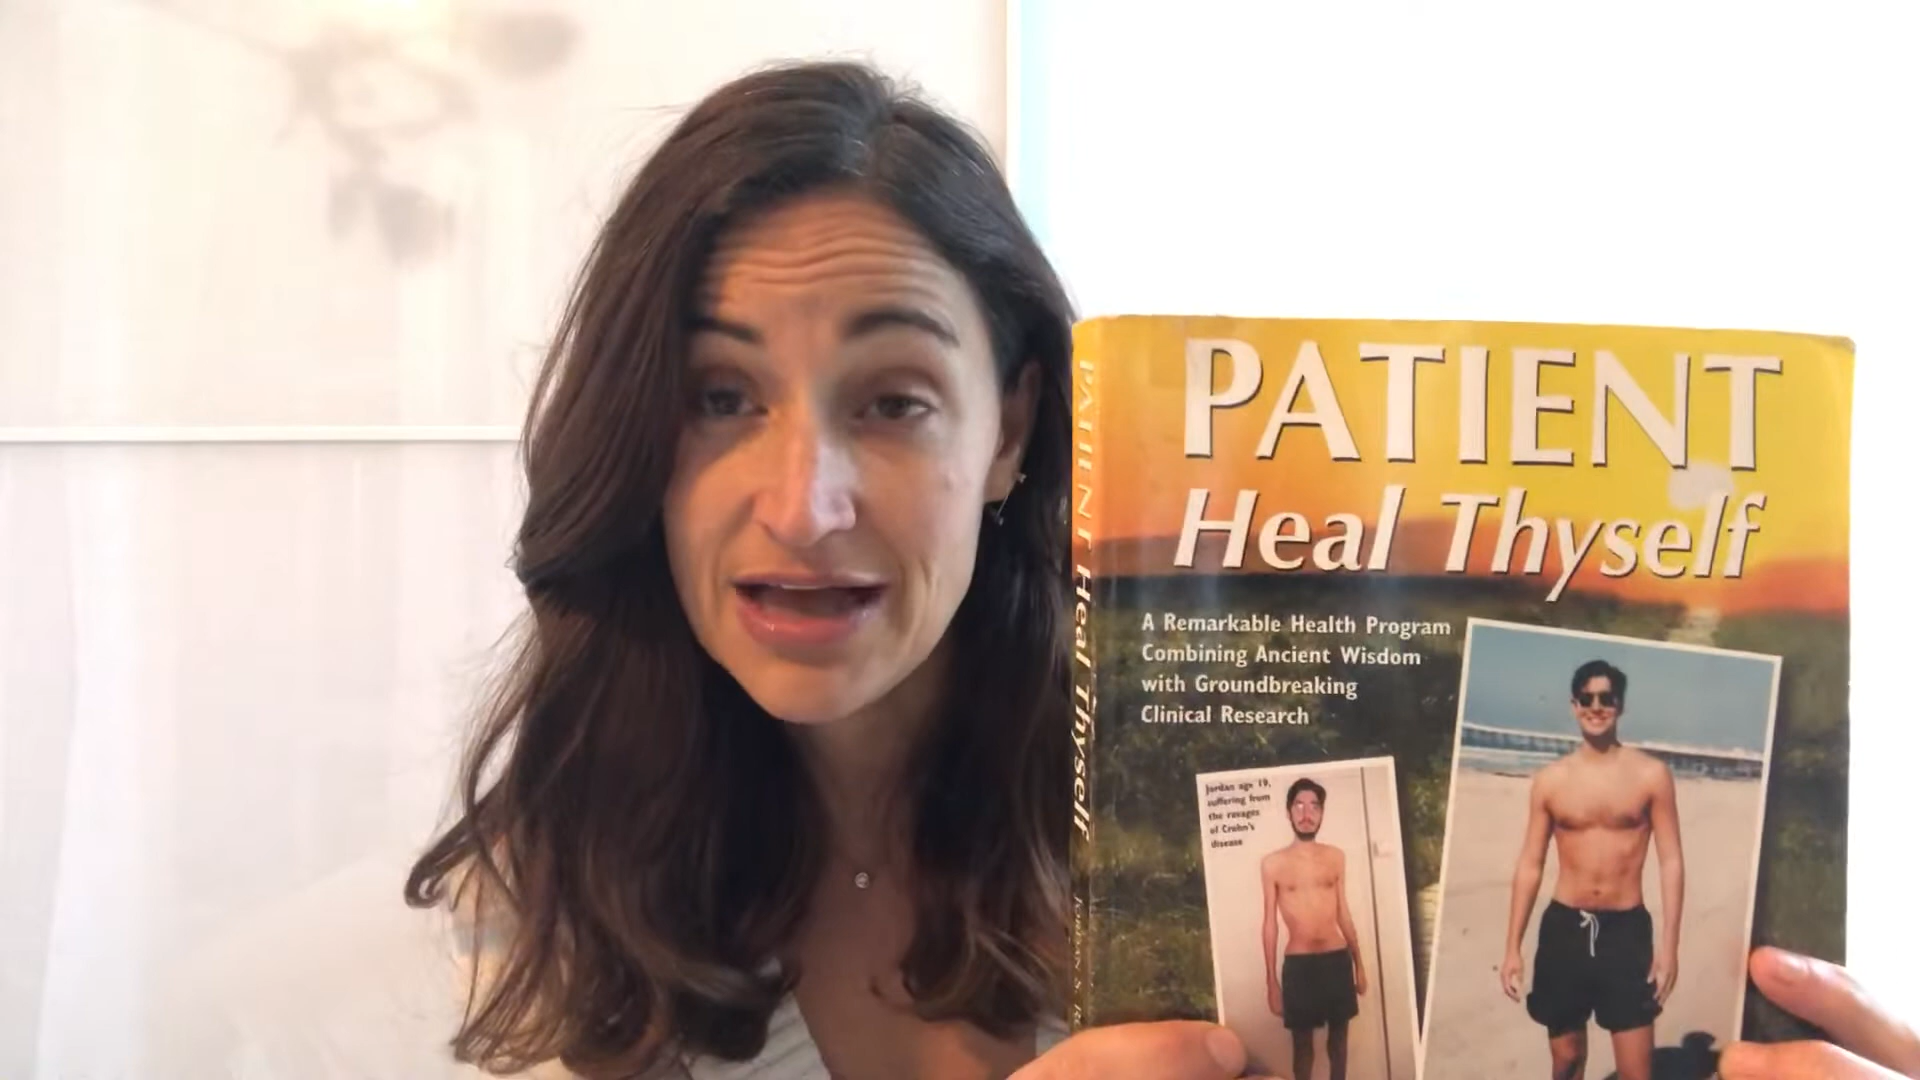 PATIENT
Heal Thyself
A Remarkable Health Program
Combining Ancient Wisdom
with Groundbreaking
Clinical Research
Jordan age 19,
suffering from
the ravages
of Crohn's
disease
PATIENT Heal Thyself JORDAN S.